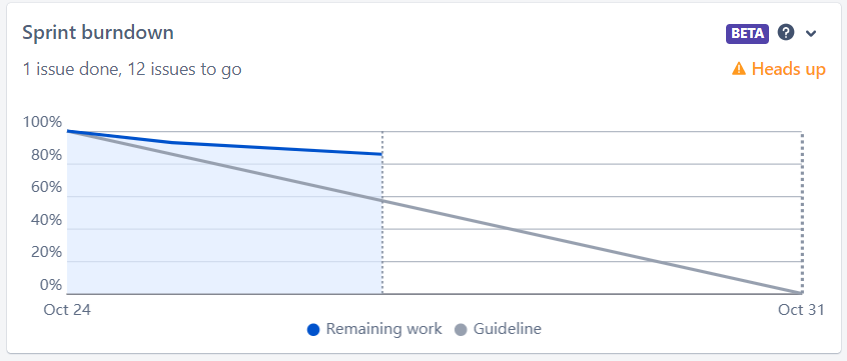 Sprint burndown
BETA
?
1 issue done, 12 issues to go
Heads up
100%
80%
60%
40%
20%
0%
Oct 24
Oct 31
Remaining work
Guideline